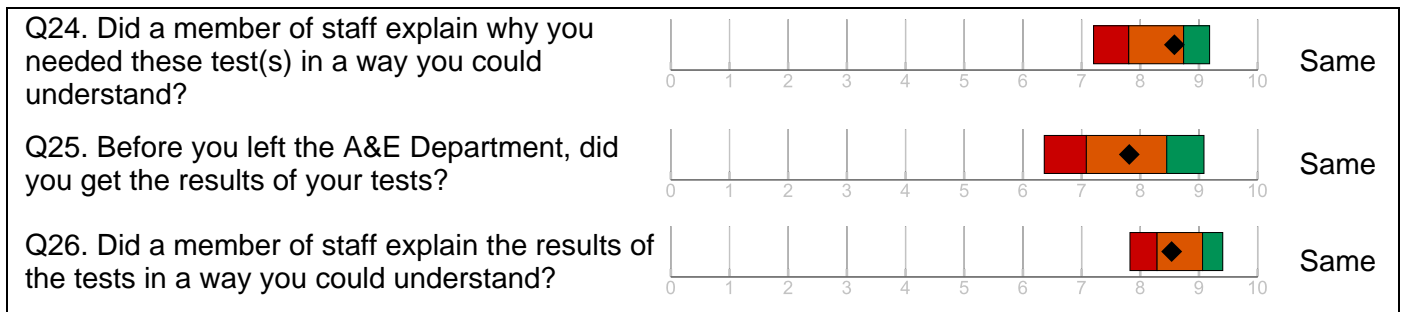 Q24. Did a member of staff explain why you
needed these test(s) in a way you could
understand?
0 1 2 3 4 5 6 7 8 9 10
Same
Q25. Before you left the A&E Department, did
you get the results of your tests?
0 1 2 3 4 5 6 7 8 9 10
Same
Q26. Did a member of staff explain the results of
the tests in a way you could understand?
0 1 2 3 4 5 6 7 8 9 10
Same